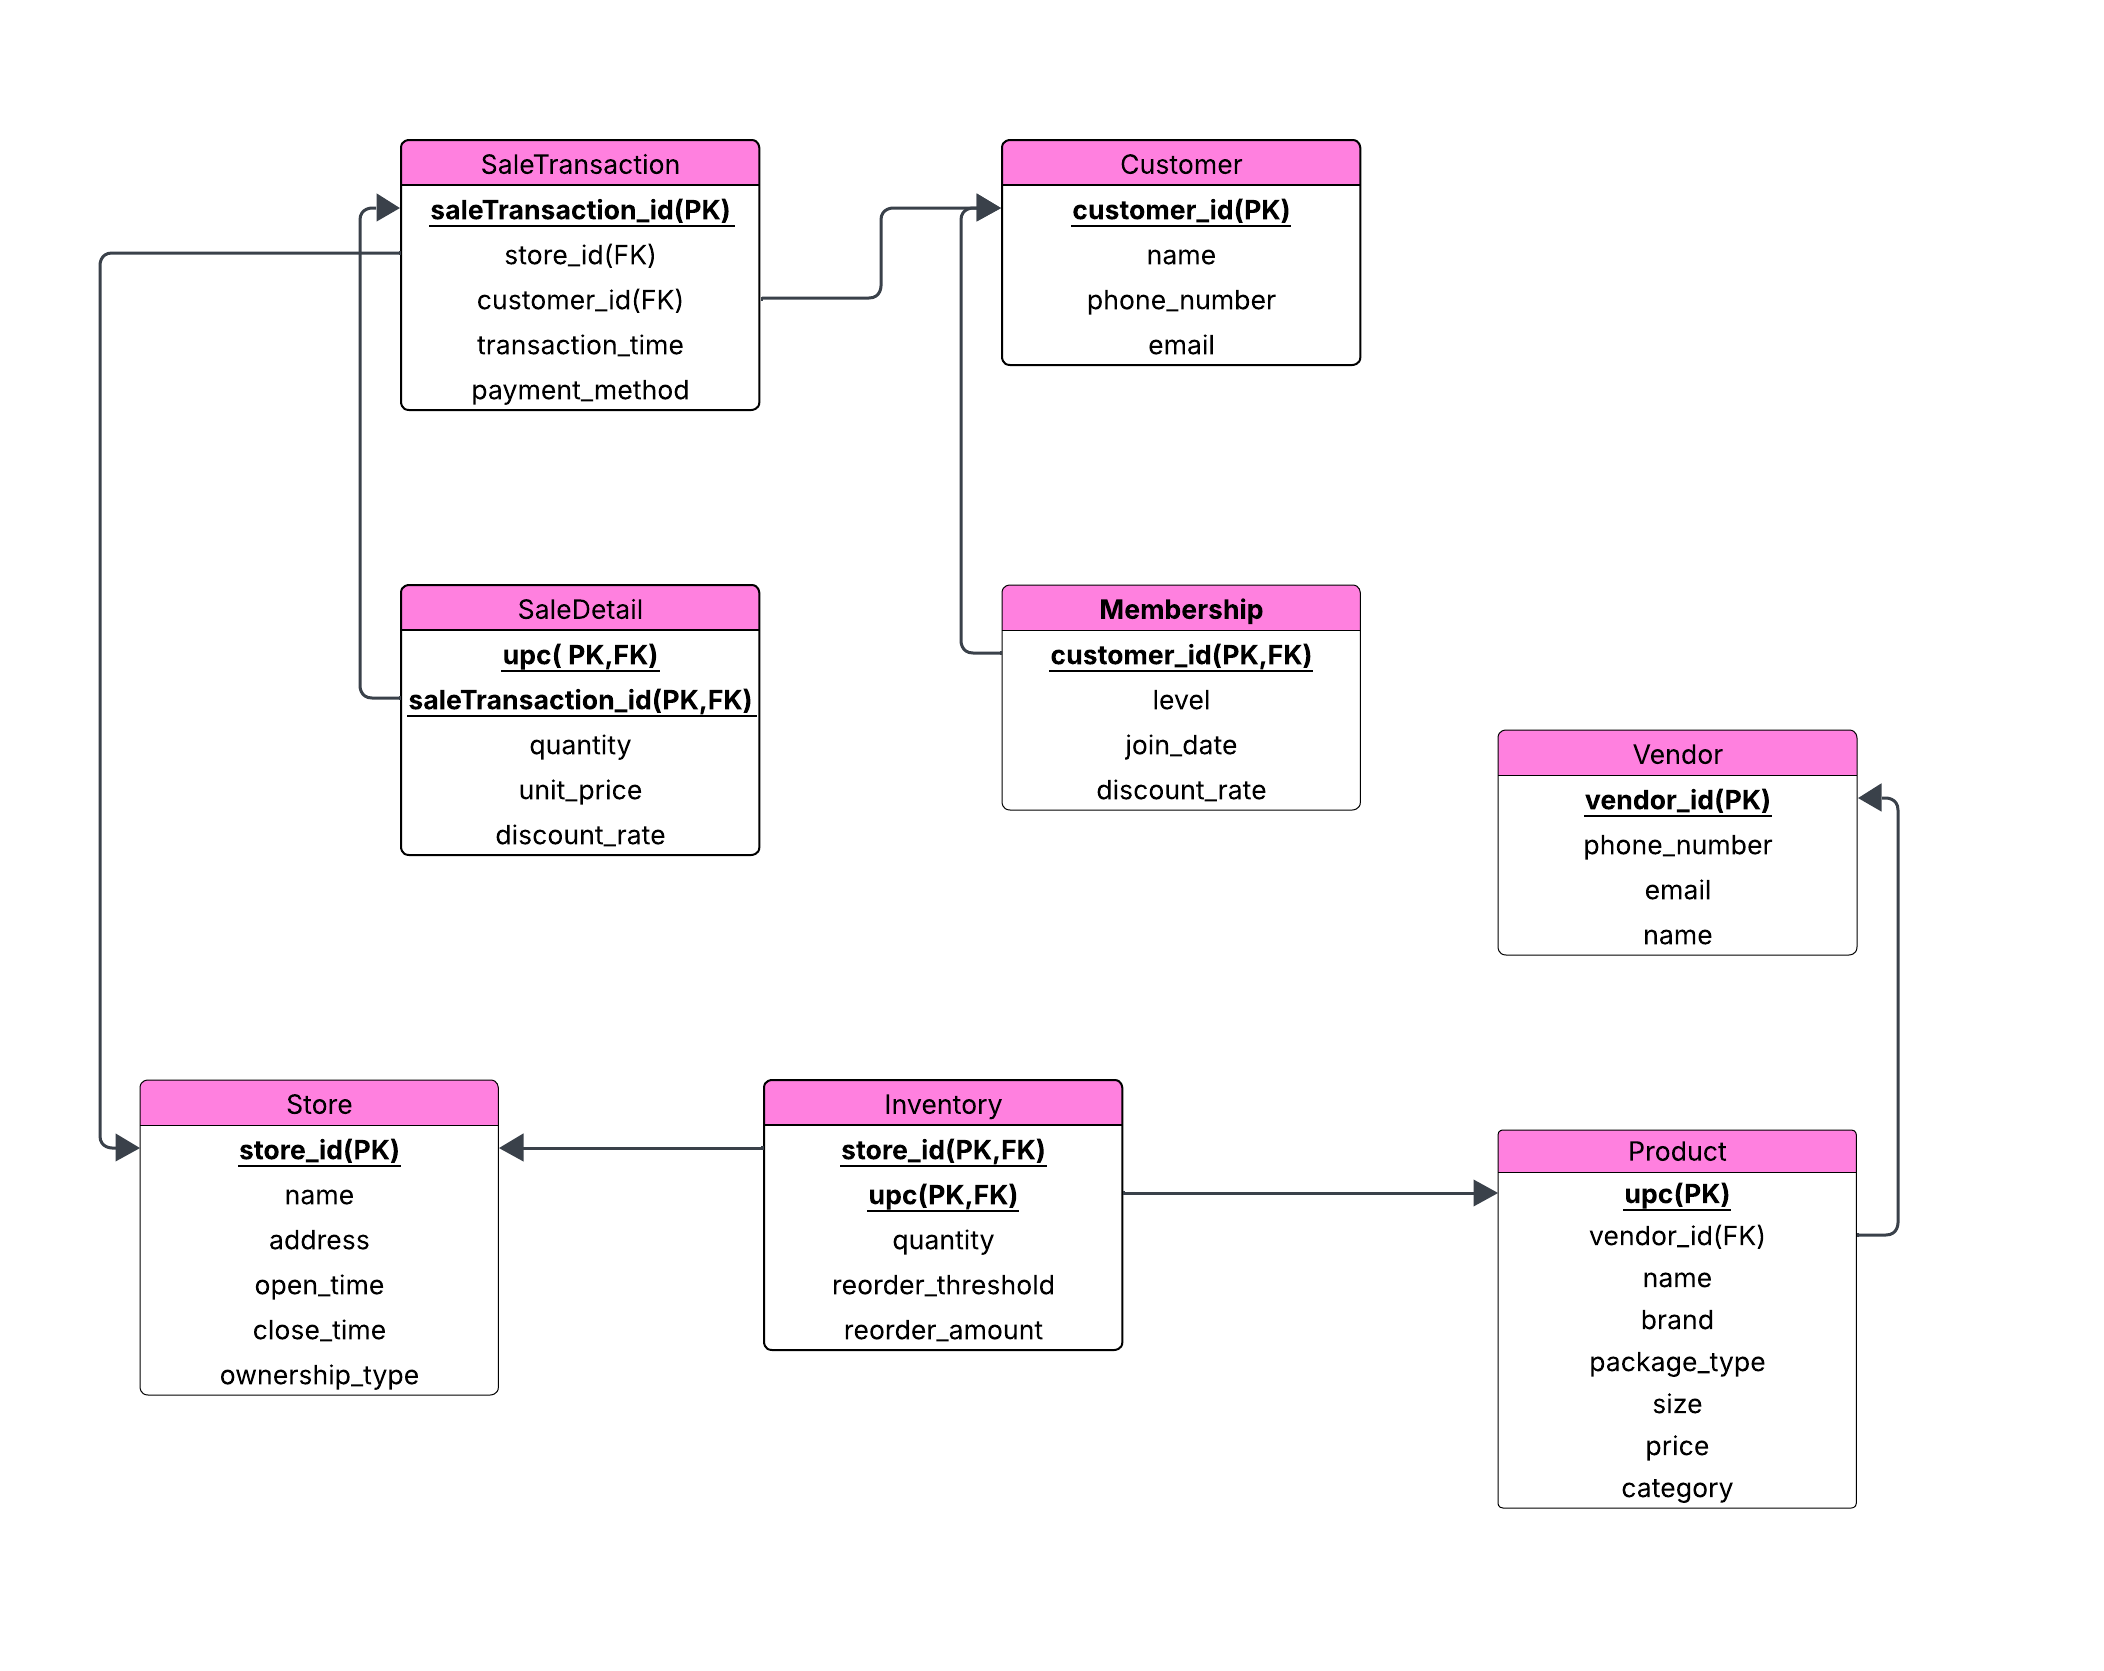 SaleTransaction
saleTransaction_id(PK)
store_id(FK)
customer_id(FK)
transaction_time
payment_method
Customer
customer_id(PK)
name
phone_number
email
SaleDetail
upc( PK,FK)
saleTransaction_id(PK,FK)
quantity
unit_price
discount_rate
Membership
customer_id(PK,FK)
level
join_date
discount_rate
Vendor
vendor_id(PK)
phone_number
email
name
Store
store_id(PK)
name
address
open_time
close_time
ownership_type
Inventory
store_id(PK,FK)
upc(PK,FK)
quantity
reorder_threshold
reorder_amount
Product
upc(PK)
vendor_id(FK)
name
brand
package_type
size
price
category